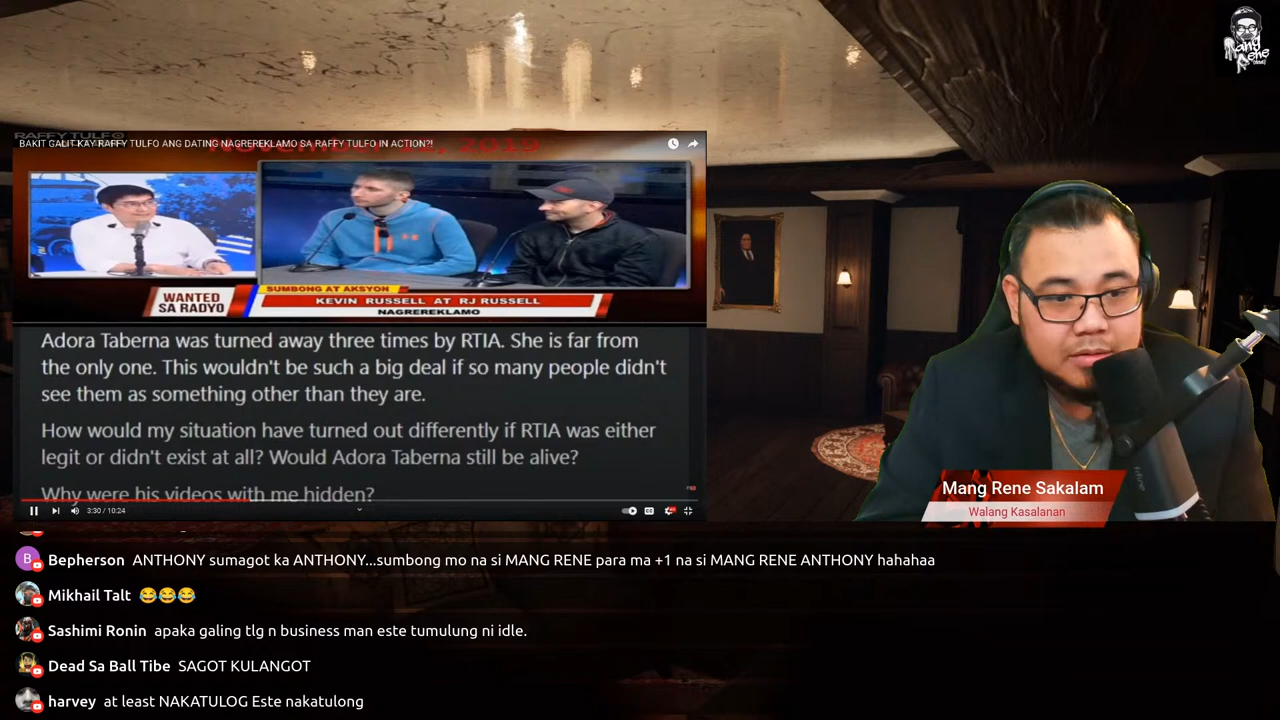 Mang
Rene
RAFFY TULFO
BAKIT GALIT KAY RAFFY TULFO ANG DATING NAGREREKLAMO SA RAFFY TULFO IN ACTION?!
2019
SUMBONG AT AKSYON
WANTED
SA RADYO
KEVIN RUSSELL AT RJ RUSSELL
NAGREREKLAMO
Adora Taberna was turned away three times by RTIA. She is far from
the only one. This wouldn't be such a big deal if so many people didn't
see them as something other than they are.
How would my situation have turned out differently if RTIA was either
legit or didn't exist at all? Would Adora Taberna still be alive?
Why were his videos with me hidden?
3:30 / 10:24
Mang Rene Sakalam
Walang Kasalanan
B Bepherson ANTHONY sumagot ka ANTHONY...sumbong mo na si MANG RENE para ma +1 na si MANG RENE ANTHONY hahahaa
Mikhail Talt 😂😂😂
Sashimi Ronin apaka galing tlg n business man este tumulung ni idle.
Dead Sa Ball Tibe SAGOT KULANGOT
harvey at least NAKATULOG Este nakatulong